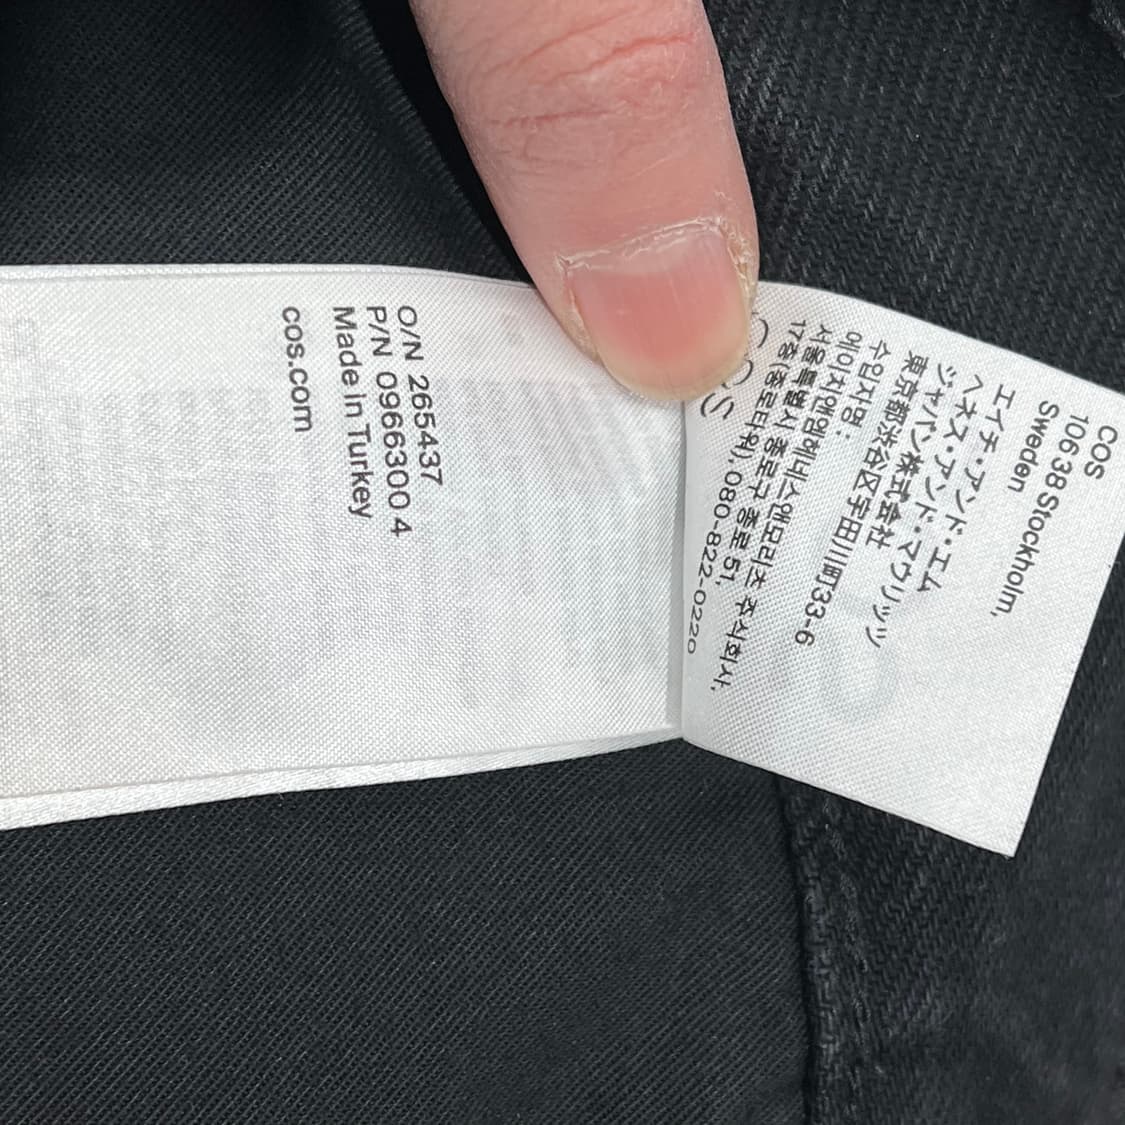 O/N 265437
P/N 0966300 4
Made In Turkey
cos.com
COS
106 38 Stockholm,
Sweden
エイチ・アンド・エム
ヘネス・アンド・マウリッツ
ジャパン株式会社
東京都渋谷区宇田川町33-6
수입자명 :
에이치앤엠헤네스앤모리츠 주식회사,
서울특별시 종로구 종로 51,
17층(종로타워), 080-822-0220
COS